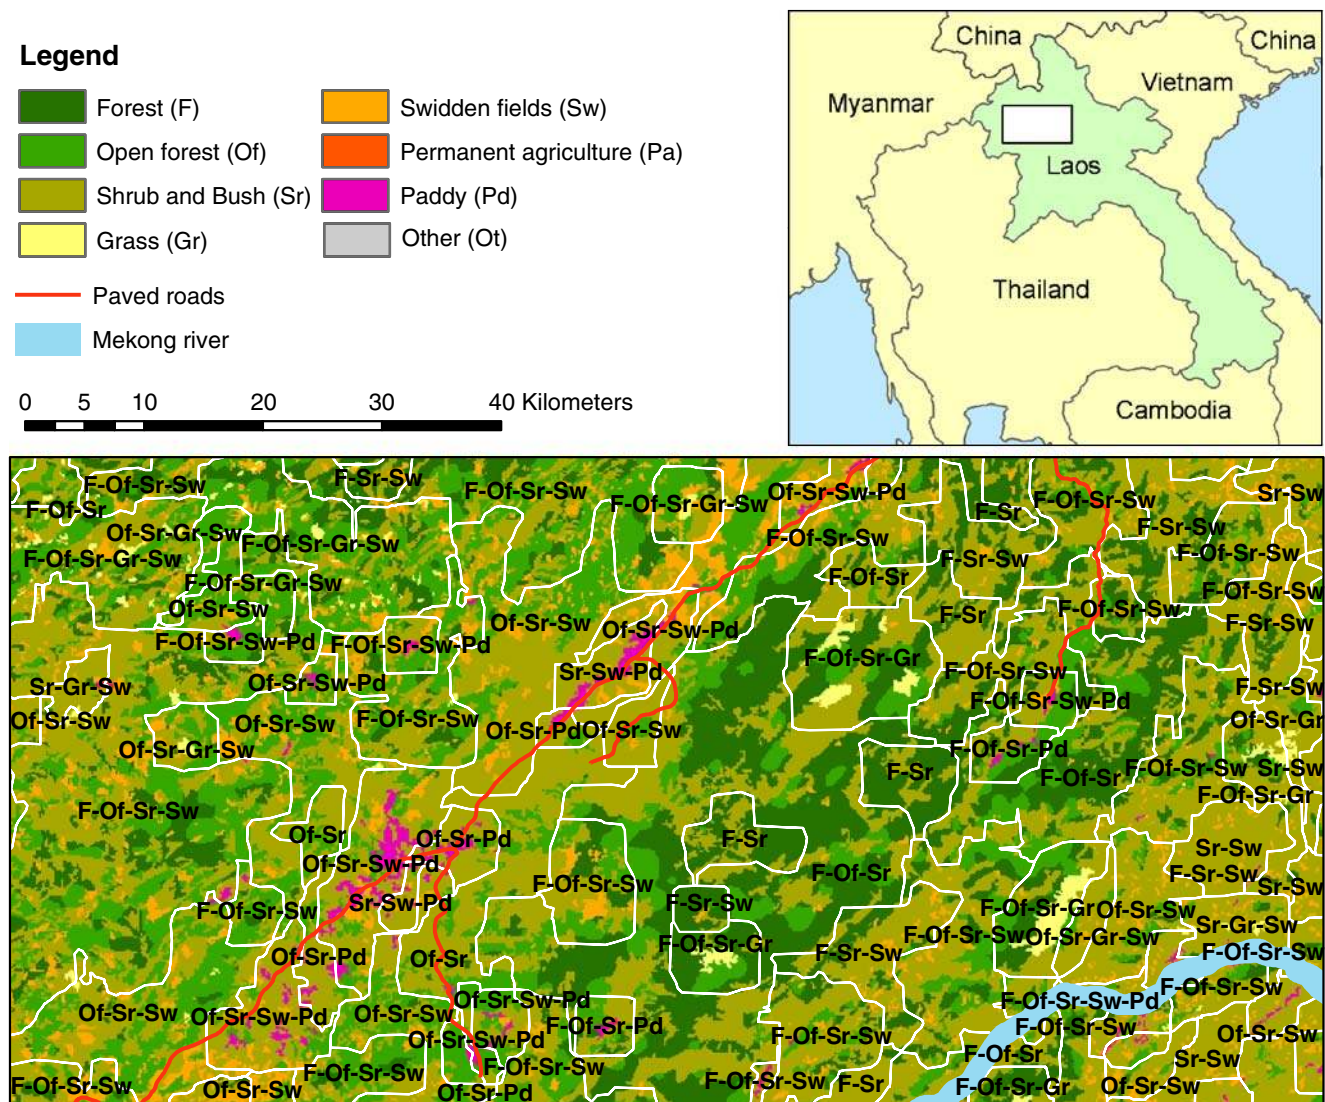 Legend
Forest (F)
Swidden fields (Sw)
Open forest (Of)
Permanent agriculture (Pa)
Shrub and Bush (Sr)
Paddy (Pd)
Grass (Gr)
Other (Ot)
Paved roads
Mekong river
0 5 10 20 30 40 Kilometers
China
China
Vietnam
Myanmar
Laos
Thailand
Cambodia
F-Sr-Sw
F-Of-Sr-Sw
F-Of-Sr-Sw
Of-Sr-Sw-Pd
Sr-Sw
F-Of-Sr-Gr-Sw
F-Of-Sr-Sw
F-Of-Sr
F-Sr
F-Sr-Sw
Of-Sr-Gr-Sw
F-Of-Sr-Sw
F-Of-Sr-Gr-Sw
F-Of-Sr-Sw
F-Of-Sr-Gr-Sw
F-Sr-Sw
F-Of-Sr
F-Of-Sr-Gr-Sw
F-Of-Sr-Sw
Of-Sr-Sw
F-Of-Sr-Sw
F-Sr
Of-Sr-Sw
F-Sr-Sw
Of-Sr-Sw-Pd
F-Of-Sr-Sw-Pd
F-Of-Sr-Sw-Pd
F-Of-Sr-Gr
Sr-Sw-Pd
F-Of-Sr-Sw
Of-Sr-Sw-Pd
Sr-Gr-Sw
F-Sr-Sw
F-Of-Sr-Sw-Pd
Of-Sr-Sw
F-Of-Sr-Sw
Of-Sr-Gr
Of-Sr-Sw
Of-Sr-Pd
Of-Sr-Sw
Of-Sr-Gr-Sw
F-Of-Sr-Pd
F-Sr
F-Of-Sr-Sw
Sr-Sw
F-Of-Sr
F-Of-Sr-Gr
F-Of-Sr-Sw
Of-Sr
Of-Sr-Pd
F-Sr
Sr-Sw
Of-Sr-Sw-Pd
F-Of-Sr
F-Sr-Sw
F-Of-Sr-Sw
Sr-Sw
Sr-Sw-Pd
F-Sr-Sw
F-Of-Sr-Gr
Of-Sr-Sw
F-Of-Sr-Sw
Sr-Gr-Sw
F-Of-Sr-Sw
Of-Sr-Gr-Sw
F-Of-Sr-Gr
F-Sr-Sw
F-Of-Sr-Sw
Of-Sr-Pd
Of-Sr
F-Of-Sr-Sw
Of-Sr-Sw-Pd
F-Of-Sr-Sw-Pd
Of-Sr-Sw
Of-Sr-Sw-Pd
Of-Sr-Sw
F-Of-Sr-Pd
F-Of-Sr-Sw
Of-Sr-Sw-Pd
F-Of-Sr-Sw
Of-Sr-Sw
F-Of-Sr
Sr-Sw
F-Of-Sr-Sw
F-Of-Sr-Sw
F-Of-Sr-Sw
F-Sr
F-Of-Sr-Sw
Of-Sr-Sw
Of-Sr-Pd
F-Of-Sr-Gr
Of-Sr-Sw